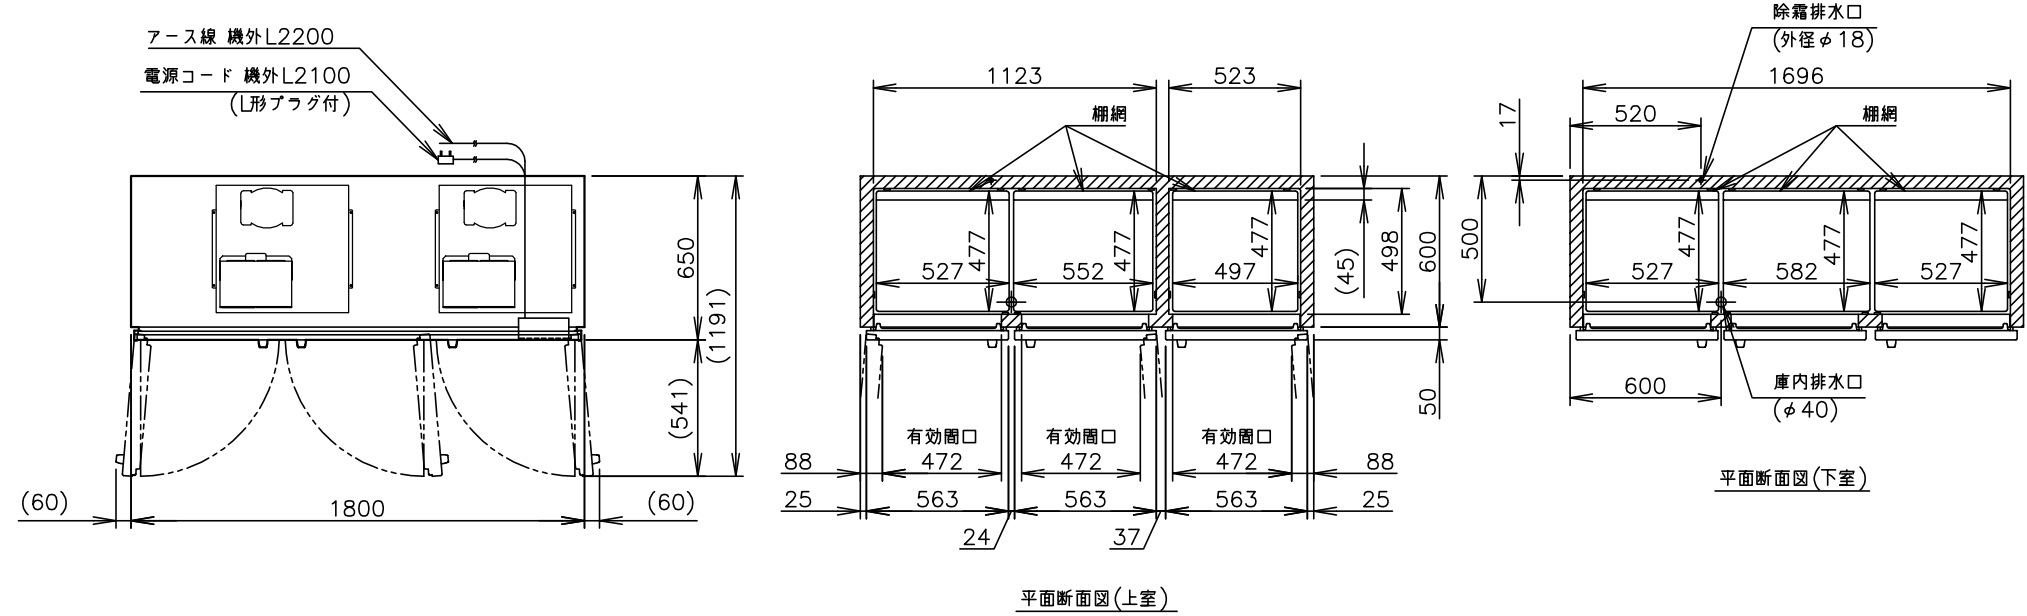 アース線 機外L2200
電源コード 機外L2100
(L形プラグ付)
650
(1191)
(541)
(60)
1800
(60)
1123
523
棚網
477
477
477
527
552
497
(45)
498
600
50
有効間口
有効間口
有効間口
88
472
472
472
88
25
563
563
563
25
24
37
平面断面図(上室)
除霜排水口
(外径φ18)
1696
17
520
棚網
500
477
477
477
527
582
527
600
庫内排水口
(φ40)
平面断面図(下室)